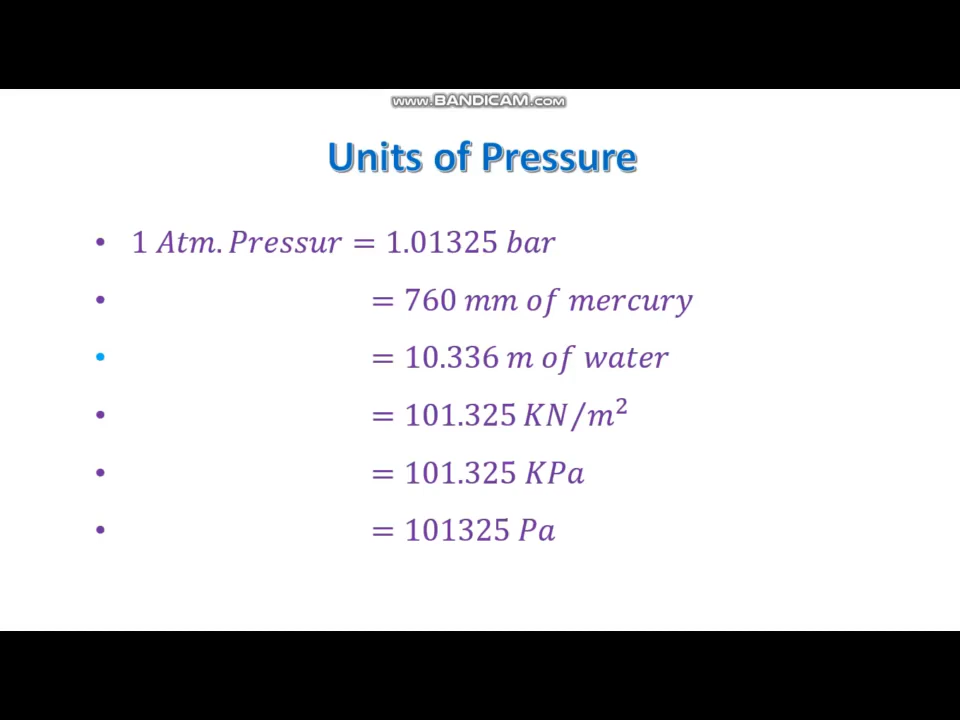 www.BANDICAM.com
Units of Pressure
• 1 Atm. Pressur = 1.01325 bar
• = 760 mm of mercury
• = 10.336 m of water
• = 101.325 KN/m²
• = 101.325 KPa
• = 101325 Pa